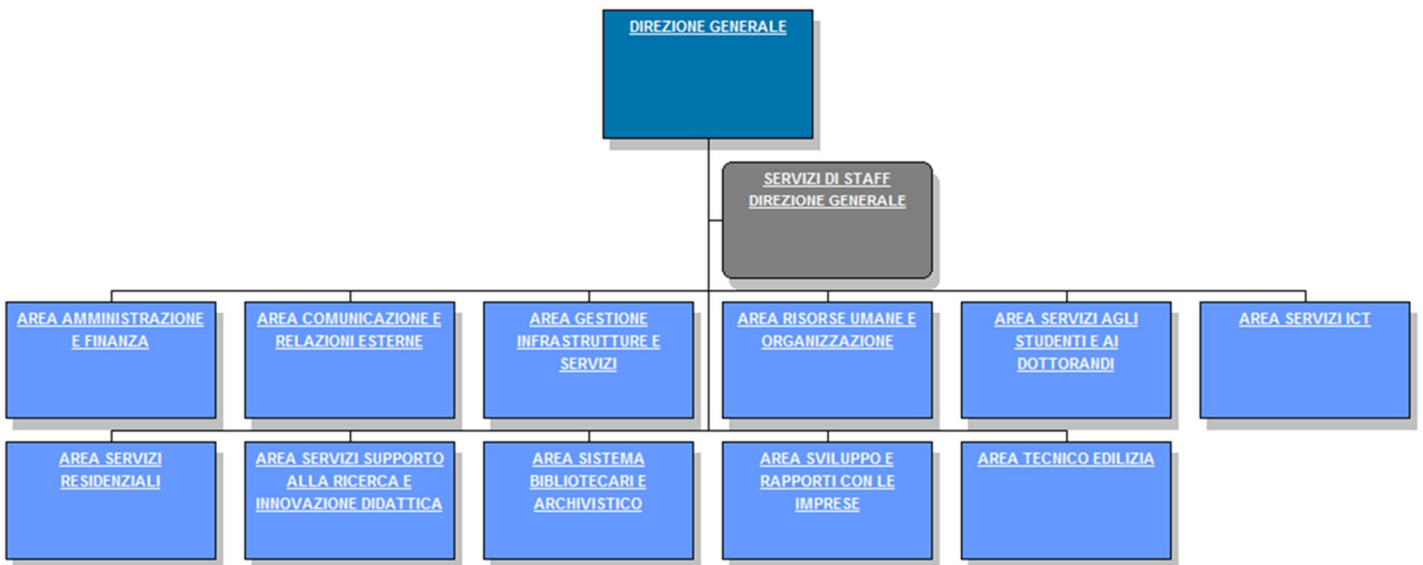 DIREZIONE GENERALE
SERVIZI DI STAFF
DIREZIONE GENERALE
AREA AMMINISTRAZIONE
E FINANZA
AREA COMUNICAZIONE E
RELAZIONI ESTERNE
AREA GESTIONE
INFRASTRUTTURE E
SERVIZI
AREA RISORSE UMANE E
ORGANIZZAZIONE
AREA SERVIZI AGLI
STUDENTI E AI
DOTTORANDI
AREA SERVIZI ICT
AREA SERVIZI
RESIDENZIALI
AREA SERVIZI SUPPORTO
ALLA RICERCA E
INNOVAZIONE DIDATTICA
AREA SISTEMA
BIBLIOTECARI E
ARCHIVISTICO
AREA SVILUPPO E
RAPPORTI CON LE
IMPRESE
AREA TECNICO EDILIZIA